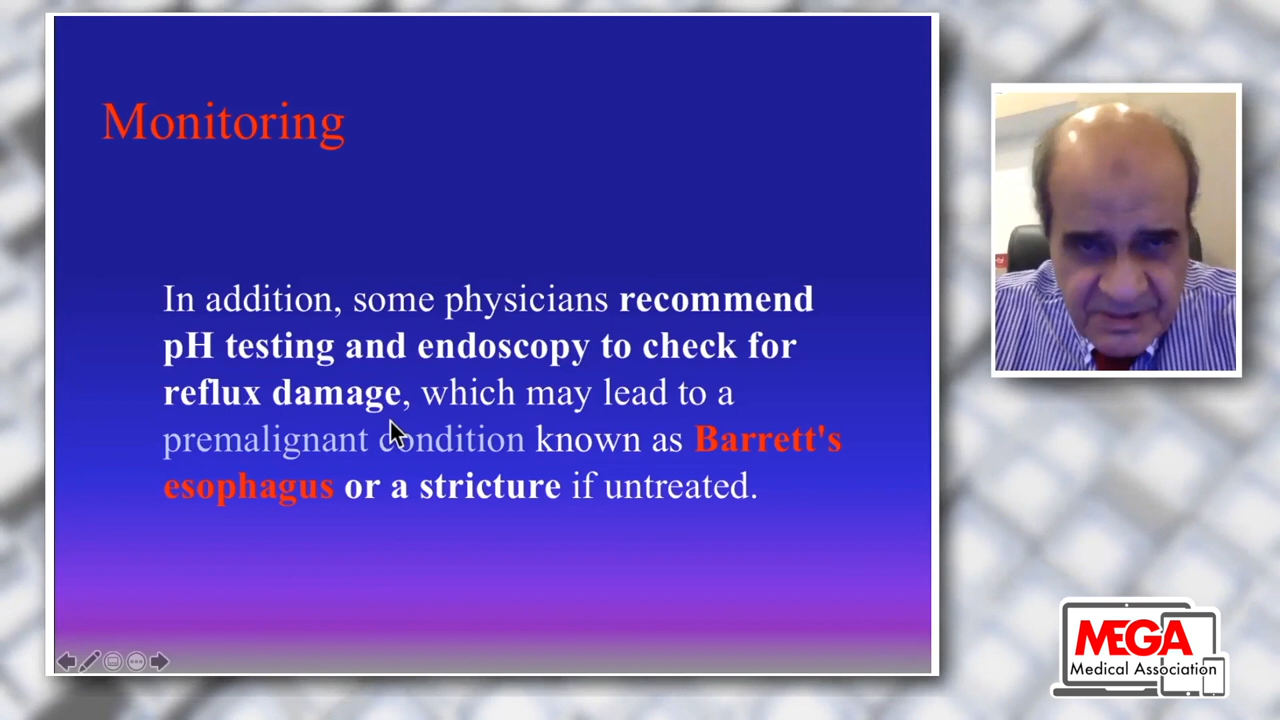 Monitoring
In addition, some physicians recommend
pH testing and endoscopy to check for
reflux damage, which may lead to a
premalignant condition known as Barrett's
esophagus or a stricture if untreated.
MEGA
Medical Association